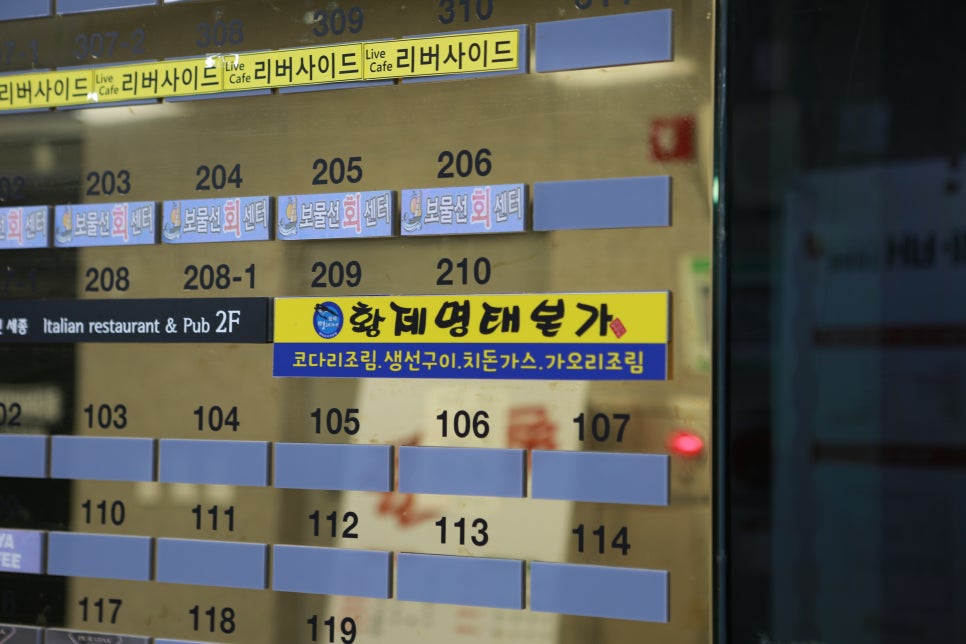 307-2 308 309 310
리버사이드 Live Cafe 리버사이드 Live Cafe 리버사이드 Live Cafe 리버사이드
203 204 205 206
보물선회센터 보물선회센터 보물선회센터 보물선회센터
208 208-1 209 210
세종 Italian restaurant & Pub 2F
황제명태본가
코다리조림.생선구이.치돈가스.가오리조림
103 104 105 106 107
110 111 112 113 114
117 118 119